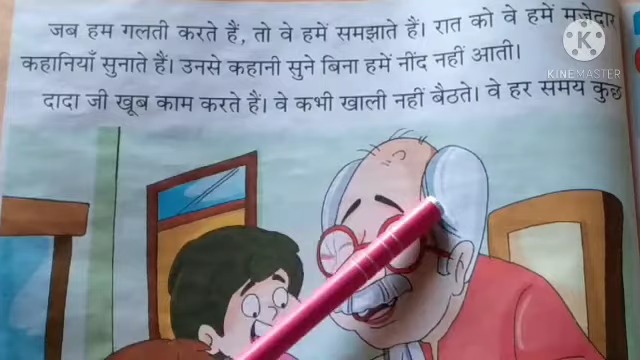 जब हम गलती करते हैं, तो वे हमें समझाते हैं। रात को वे हमें मज़ेदार
कहानियाँ सुनाते हैं। उनसे कहानी सुने बिना हमें नींद नहीं आती।
दादा जी खूब काम करते हैं। वे कभी खाली नहीं बैठते। वे हर समय कुछ
KINEMASTER